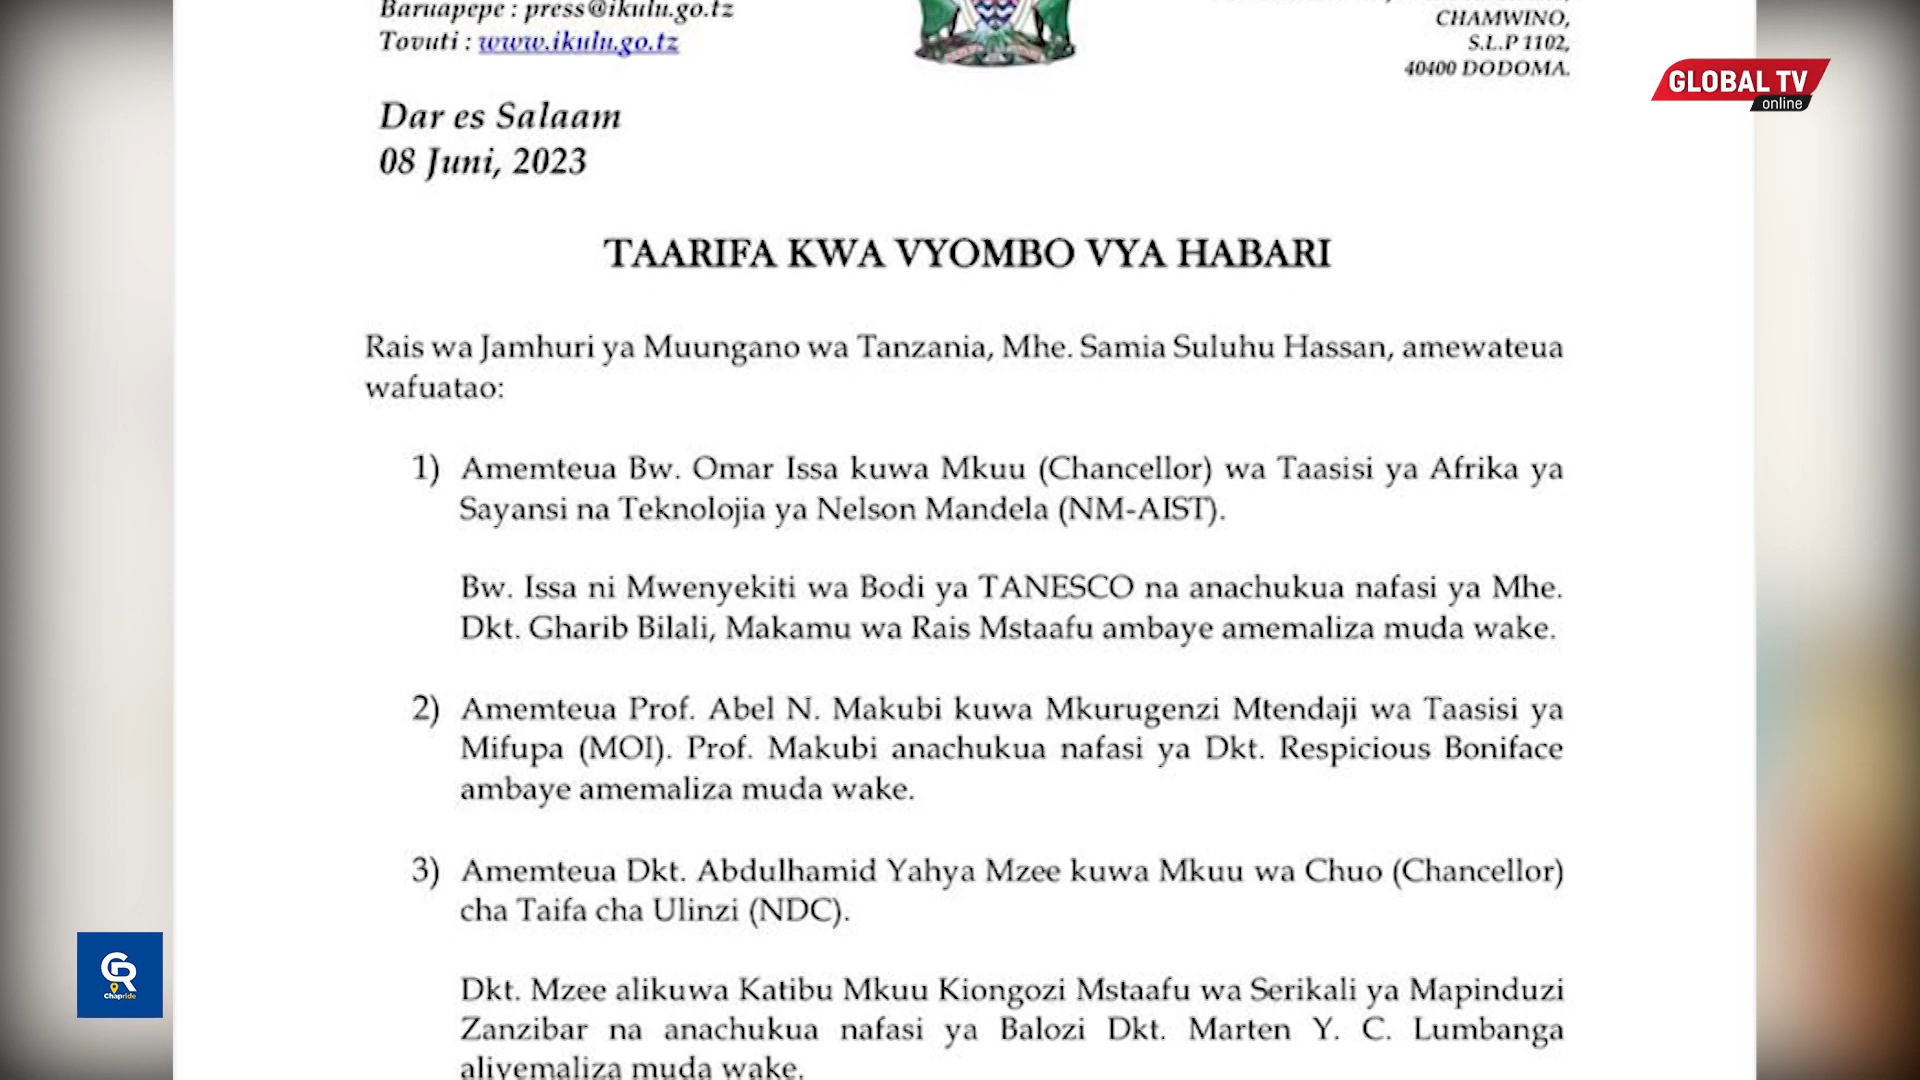 Baruapepe : press@ikulu.go.tz
Tovuti : www.ikulu.go.tz
CHAMWINO,
S.L.P 1102,
40400 DODOMA.
GLOBAL TV
online
Dar es Salaam
08 Juni, 2023
TAARIFA KWA VYOMBO VYA HABARI
Rais wa Jamhuri ya Muungano wa Tanzania, Mhe. Samia Suluhu Hassan, amewateua
wafuatao:
1) Amemteua Bw. Omar Issa kuwa Mkuu (Chancellor) wa Taasisi ya Afrika ya
Sayansi na Teknolojia ya Nelson Mandela (NM-AIST).
Bw. Issa ni Mwenyekiti wa Bodi ya TANESCO na anachukua nafasi ya Mhe.
Dkt. Gharib Bilali, Makamu wa Rais Mstaafu ambaye amemaliza muda wake.
2) Amemteua Prof. Abel N. Makubi kuwa Mkurugenzi Mtendaji wa Taasisi ya
Mifupa (MOI). Prof. Makubi anachukua nafasi ya Dkt. Respicious Boniface
ambaye amemaliza muda wake.
3) Amemteua Dkt. Abdulhamid Yahya Mzee kuwa Mkuu wa Chuo (Chancellor)
cha Taifa cha Ulinzi (NDC).
Dkt. Mzee alikuwa Katibu Mkuu Kiongozi Mstaafu wa Serikali ya Mapinduzi
Zanzibar na anachukua nafasi ya Balozi Dkt. Marten Y. C. Lumbanga
aliyemaliza muda wake.
Chapride